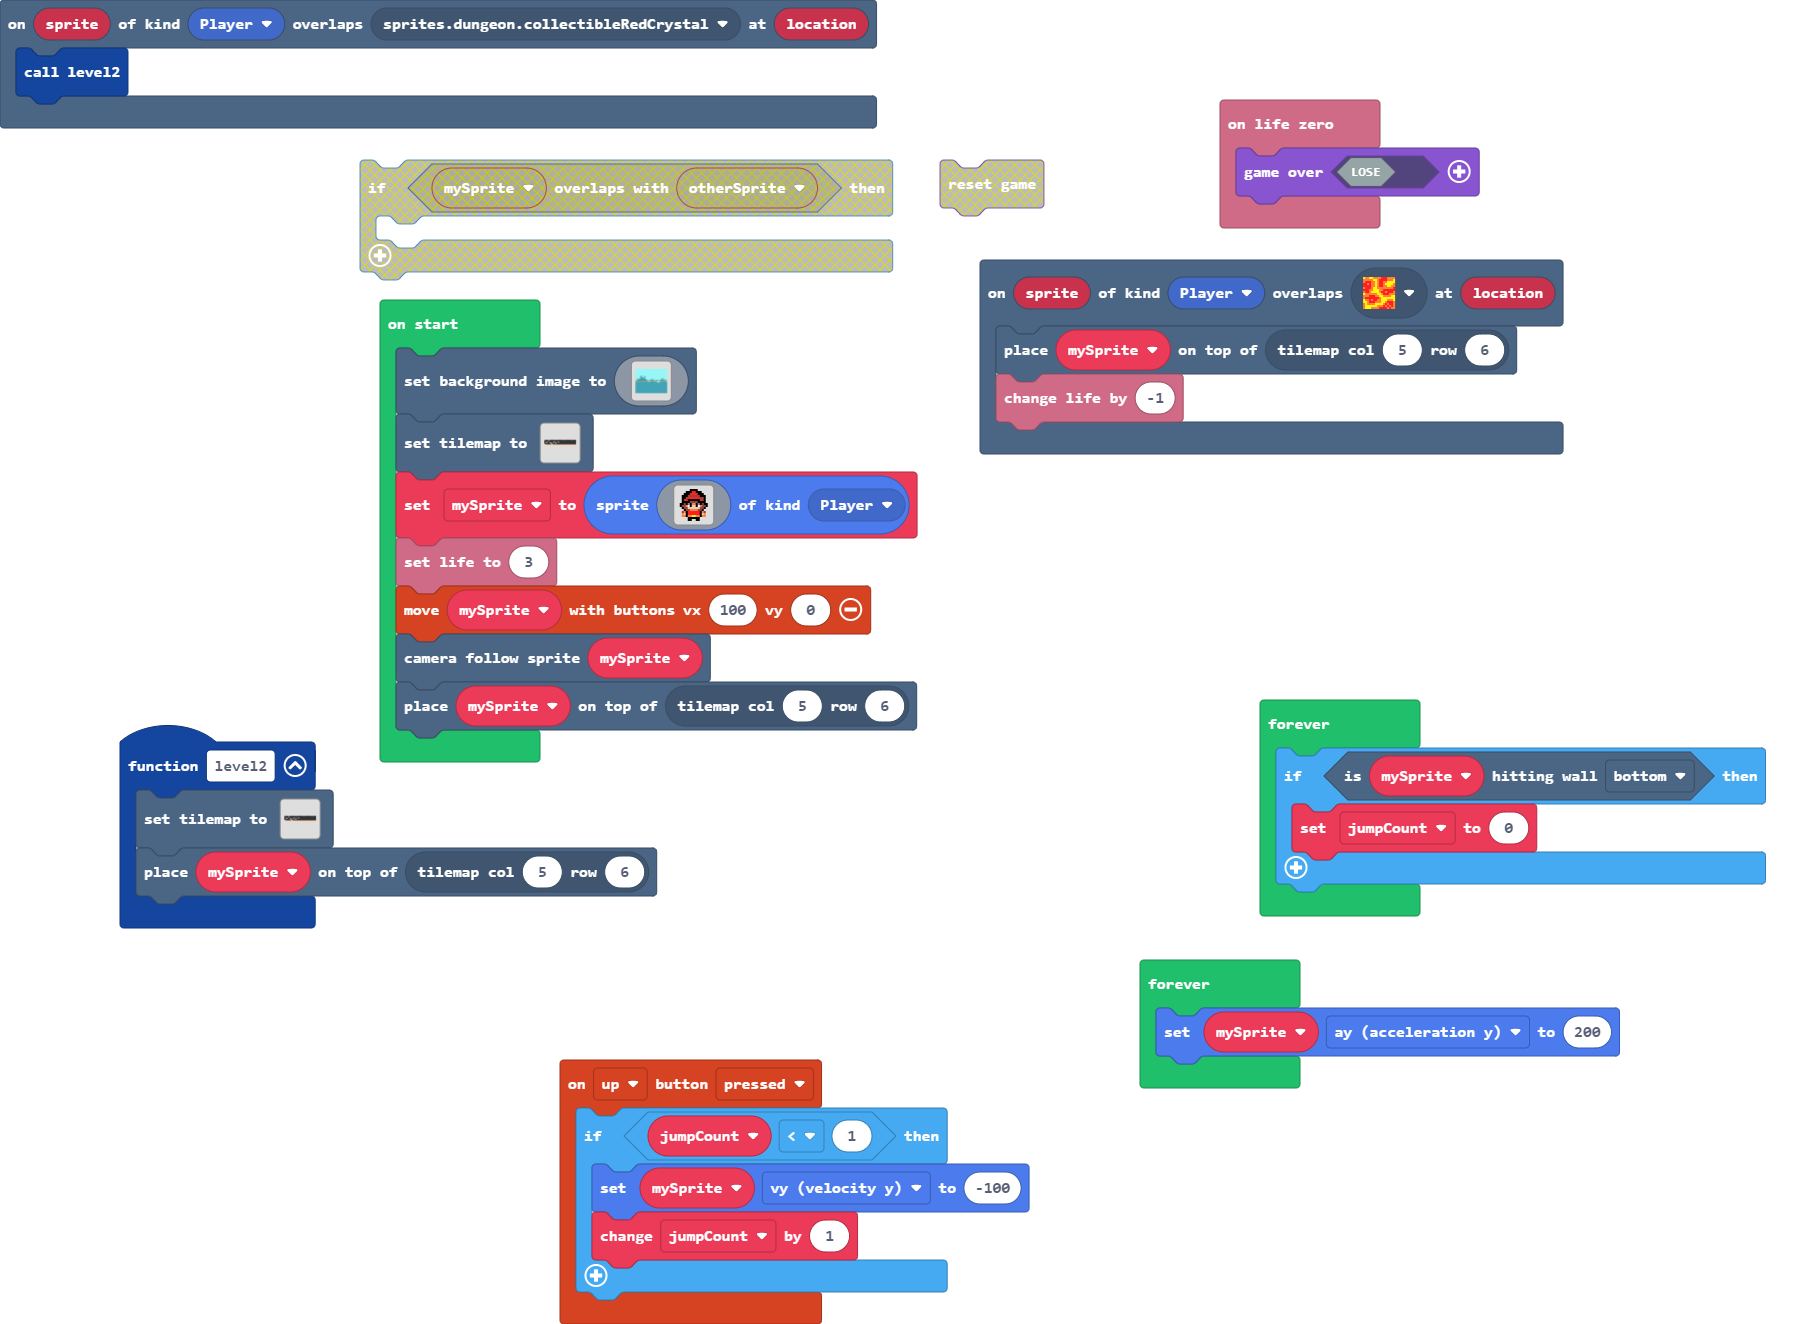 on sprite of kind Player overlaps sprites.dungeon.collectibleRedCrystal at location
call level2
if mySprite overlaps with otherSprite then
reset game
on life zero
game over LOSE
on sprite of kind Player overlaps at location
place mySprite on top of tilemap col 5 row 6
change life by -1
on start
set background image to
set tilemap to
set mySprite to sprite of kind Player
set life to 3
move mySprite with buttons vx 100 vy 0
camera follow sprite mySprite
place mySprite on top of tilemap col 5 row 6
function level2
set tilemap to
place mySprite on top of tilemap col 5 row 6
forever
if is mySprite hitting wall bottom then
set jumpCount to 0
forever
set mySprite ay (acceleration y) to 200
on up button pressed
if jumpCount < 1 then
set mySprite vy (velocity y) to -100
change jumpCount by 1